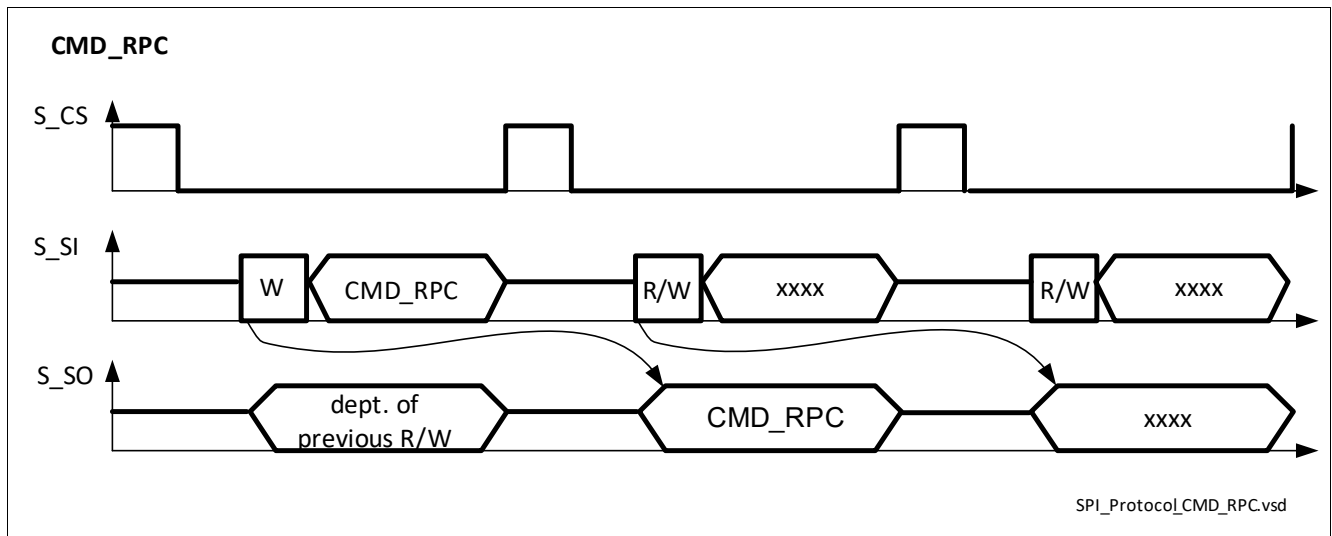 CMD_RPC
S_CS
S_SI
W
CMD_RPC
R/W
xxxx
R/W
xxxx
S_SO
dept. of
previous R/W
CMD_RPC
xxxx
SPI_Protocol_CMD_RPC.vsd